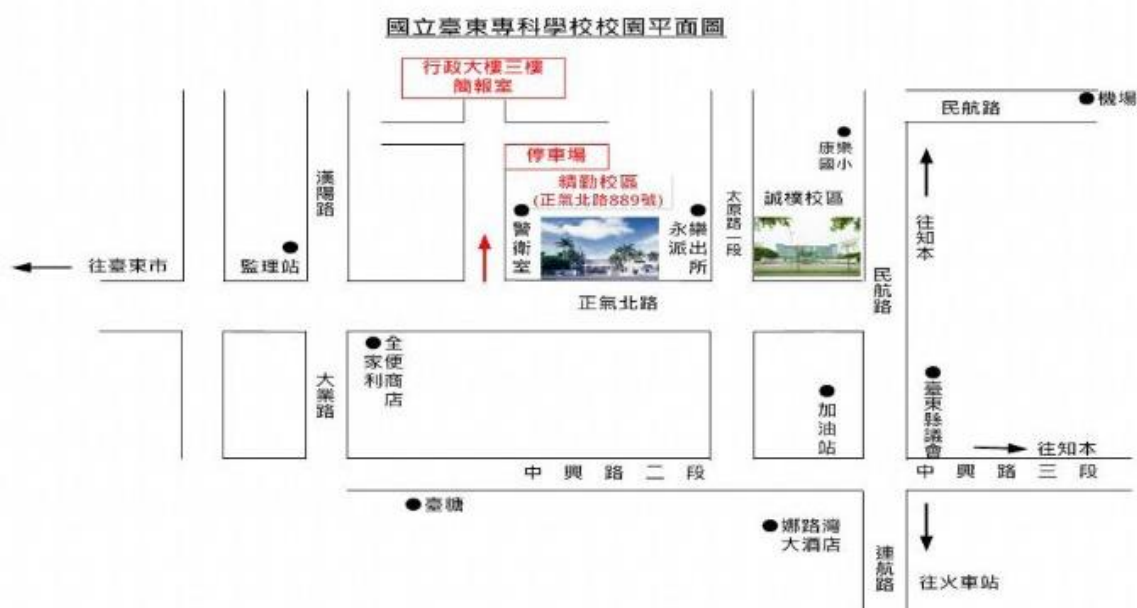 國立臺東專科學校校園平面圖
行政大樓三樓
簡報室
民航路
機場
停車場
康樂
國小
漢陽路
精勤校區
(正氣北路889號)
太原路一段
誠樸校區
警衛室
永樂
派出所
往知本
往臺東市
監理站
民航路
正氣北路
全家
便利
商店
大業路
加油站
臺東縣議會
往知本
中興路二段
中興路三段
臺糖
娜路灣
大酒店
連航路
往火車站